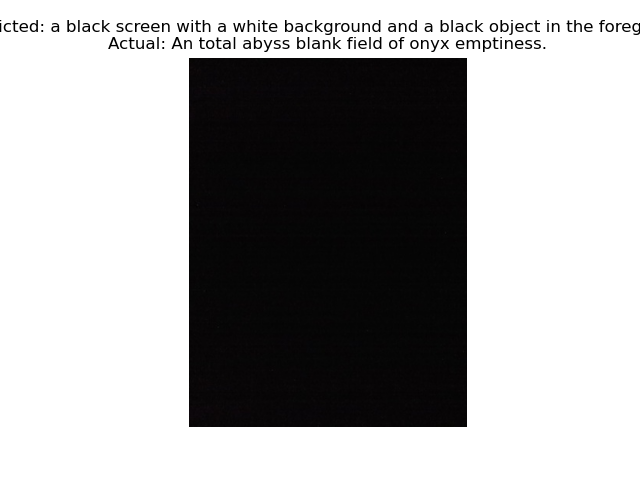 icted: a black screen with a white background and a black object in the foreg
Actual: An total abyss blank field of onyx emptiness.